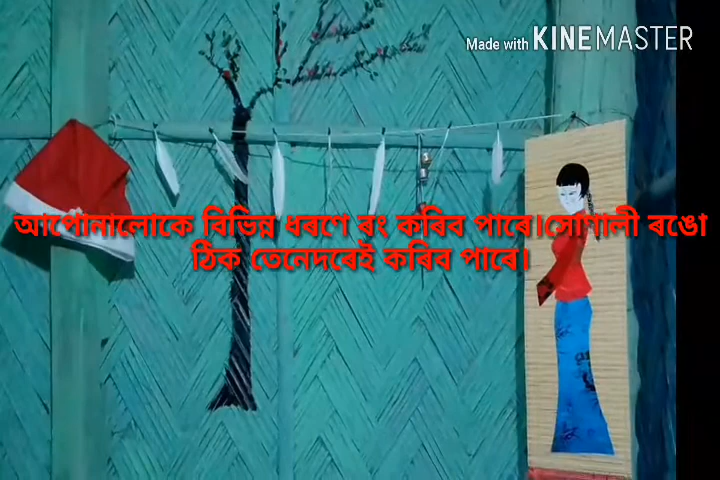 Made with KINEMASTER
আপোনালোকে বিভিন্ন ধৰণে ৰং কৰিব পাৰে।সোণালী ৰঙো
ঠিক তেনেদৰেই কৰিব পাৰে।